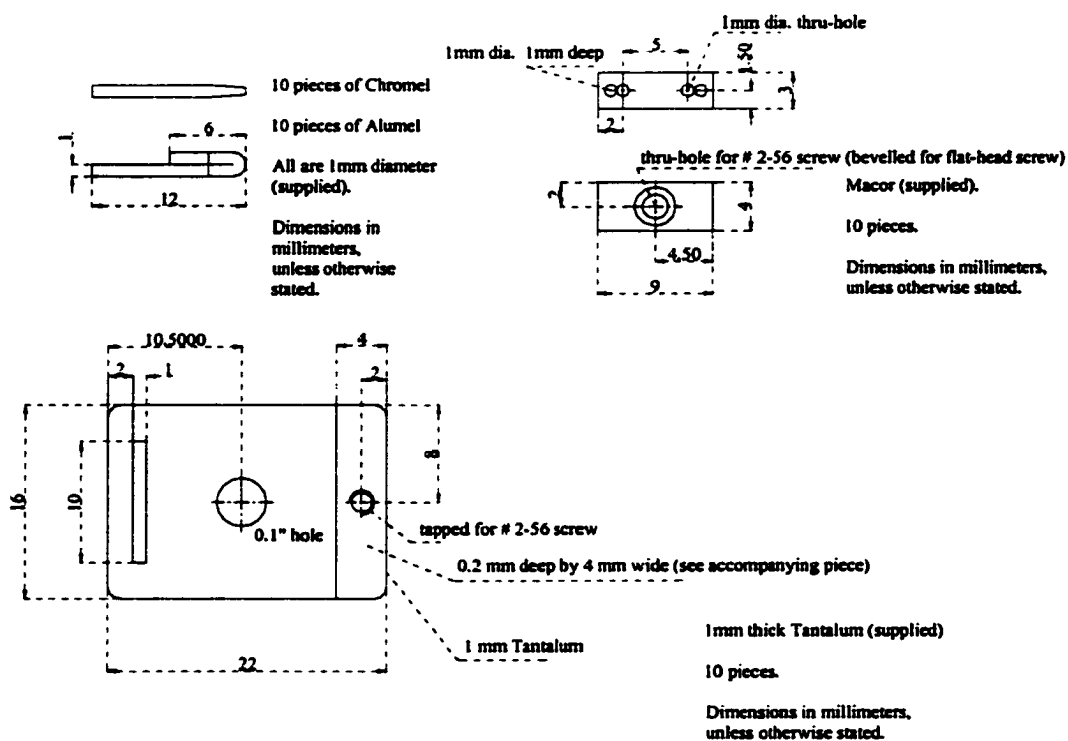 10 pieces of Chromel
10 pieces of Alumel
6
1
All are 1mm diameter
(supplied).
12
Dimensions in
millimeters,
unless otherwise
stated.
1mm dia. thru-hole
5
1mm dia. 1mm deep
1.50
3
2
thru-hole for # 2-56 screw (bevelled for flat-head screw)
2
Macor (supplied).
4
10 pieces.
4.50
9
Dimensions in millimeters,
unless otherwise stated.
10.5000
4
2
1
2
8
16
10
0.1" hole
tapped for # 2-56 screw
0.2 mm deep by 4 mm wide (see accompanying piece)
1 mm Tantalum
22
1mm thick Tantalum (supplied)
10 pieces.
Dimensions in millimeters,
unless otherwise stated.